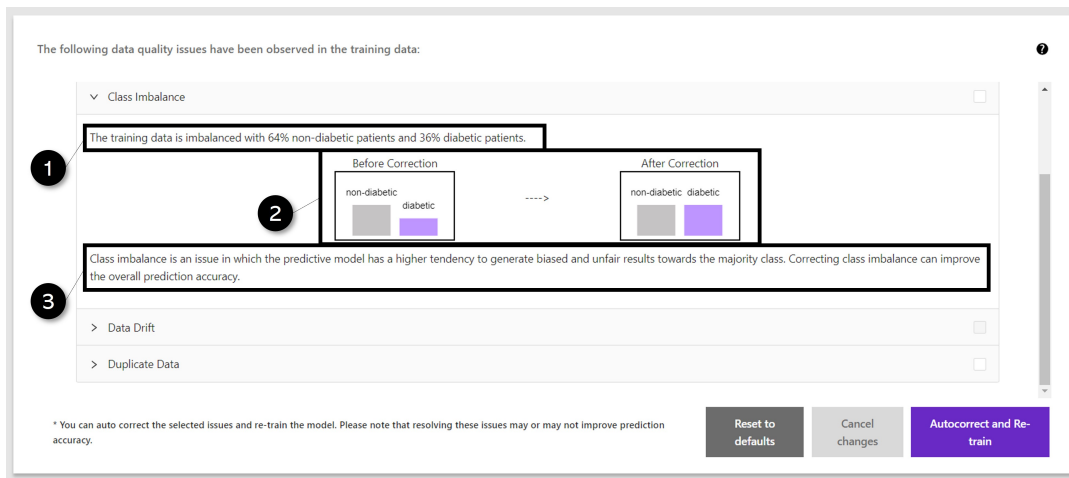 The following data quality issues have been observed in the training data:
?
Class Imbalance
The training data is imbalanced with 64% non-diabetic patients and 36% diabetic patients.
1
Before Correction
After Correction
non-diabetic
diabetic
---->
non-diabetic diabetic
2
Class imbalance is an issue in which the predictive model has a higher tendency to generate biased and unfair results towards the majority class. Correcting class imbalance can improve
the overall prediction accuracy.
3
> Data Drift
> Duplicate Data
* You can auto correct the selected issues and re-train the model. Please note that resolving these issues may or may not improve prediction
accuracy.
Reset to
defaults
Cancel
changes
Autocorrect and Re-
train